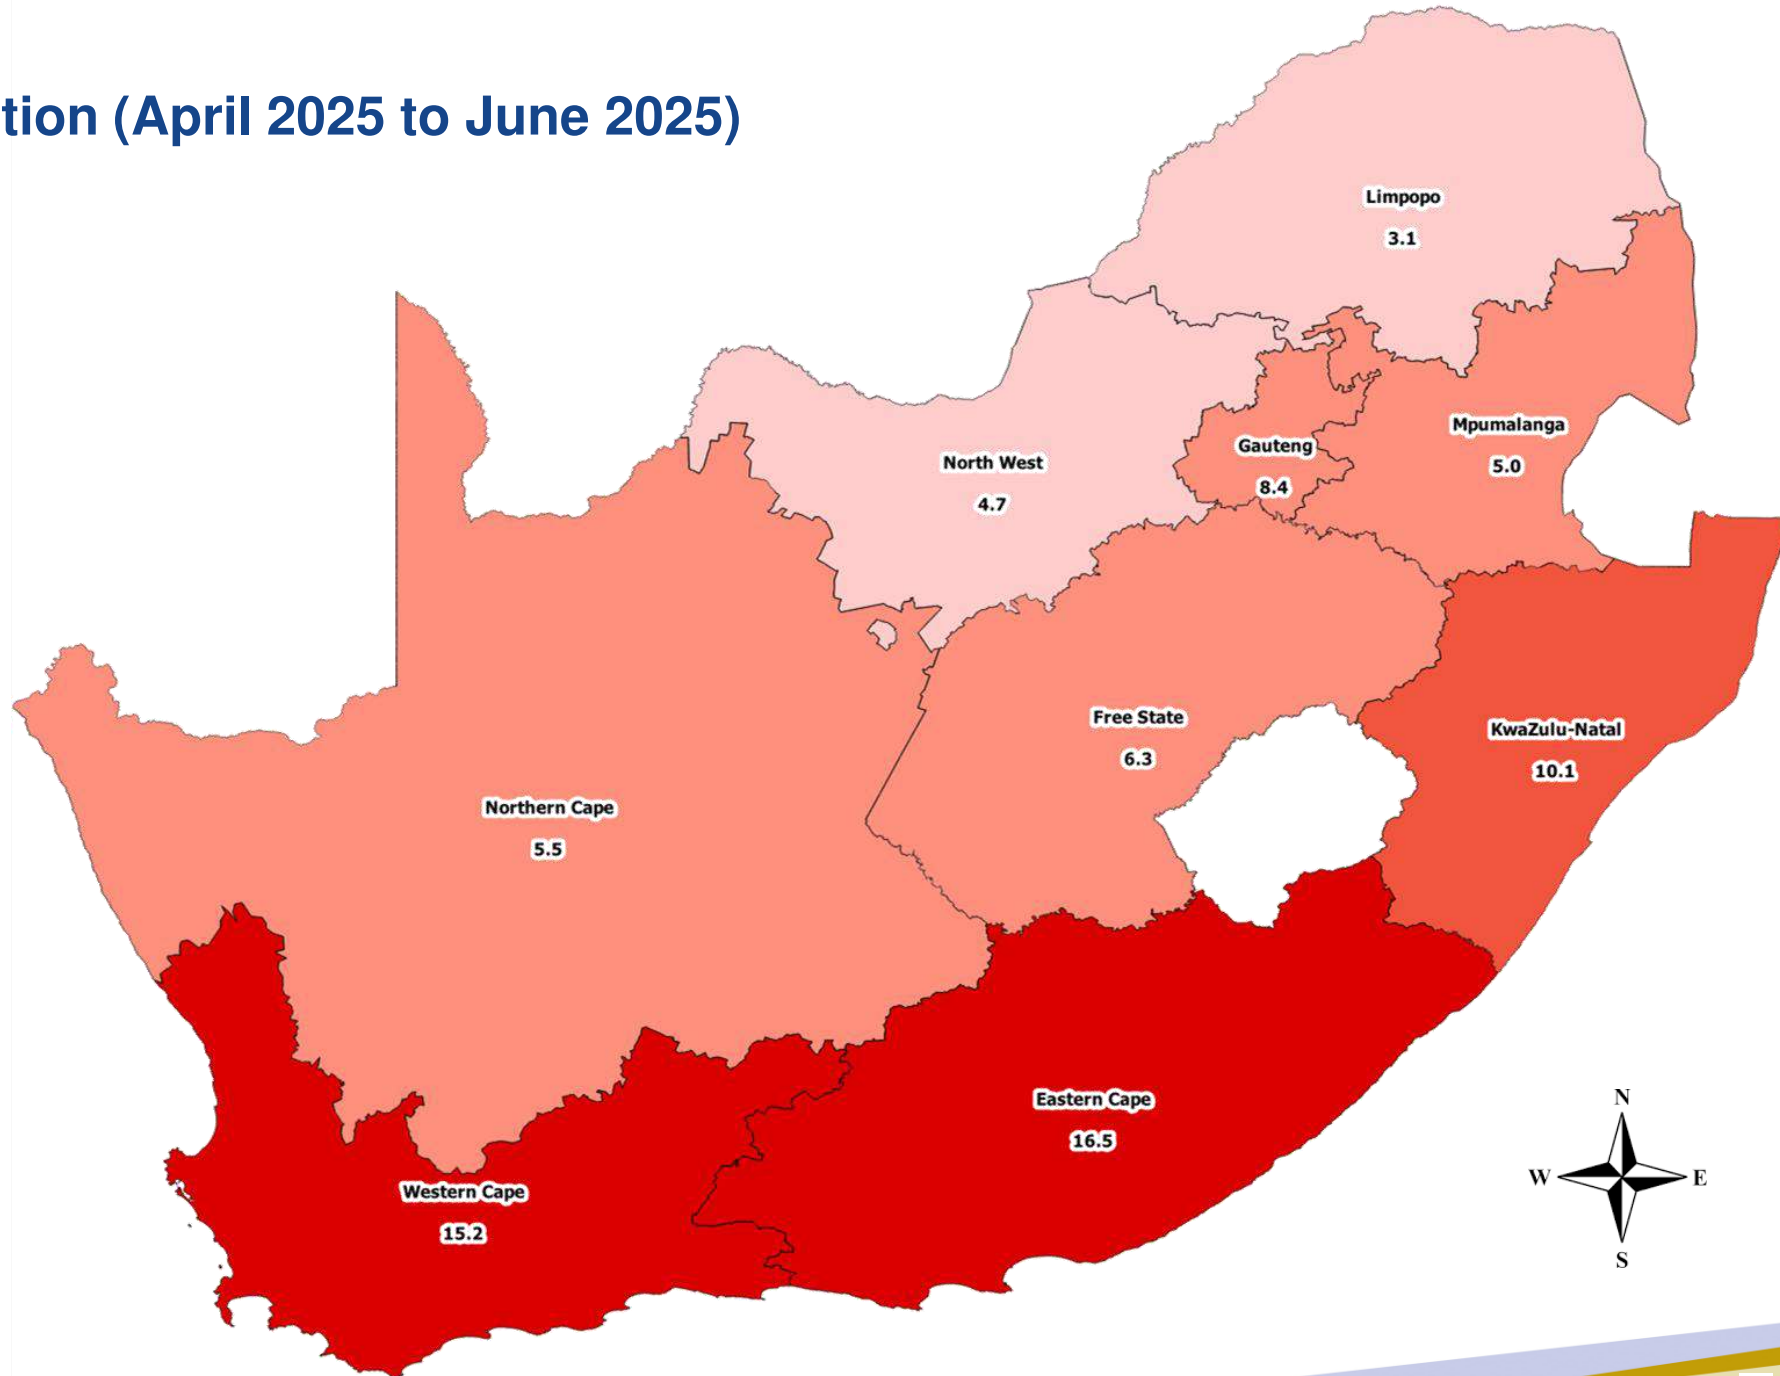 tion (April 2025 to June 2025)
Limpopo
3.1
Mpumalanga
5.0
Gauteng
8.4
North West
4.7
Free State
6.3
KwaZulu-Natal
10.1
Northern Cape
5.5
Eastern Cape
16.5
Western Cape
15.2
N
W E
S